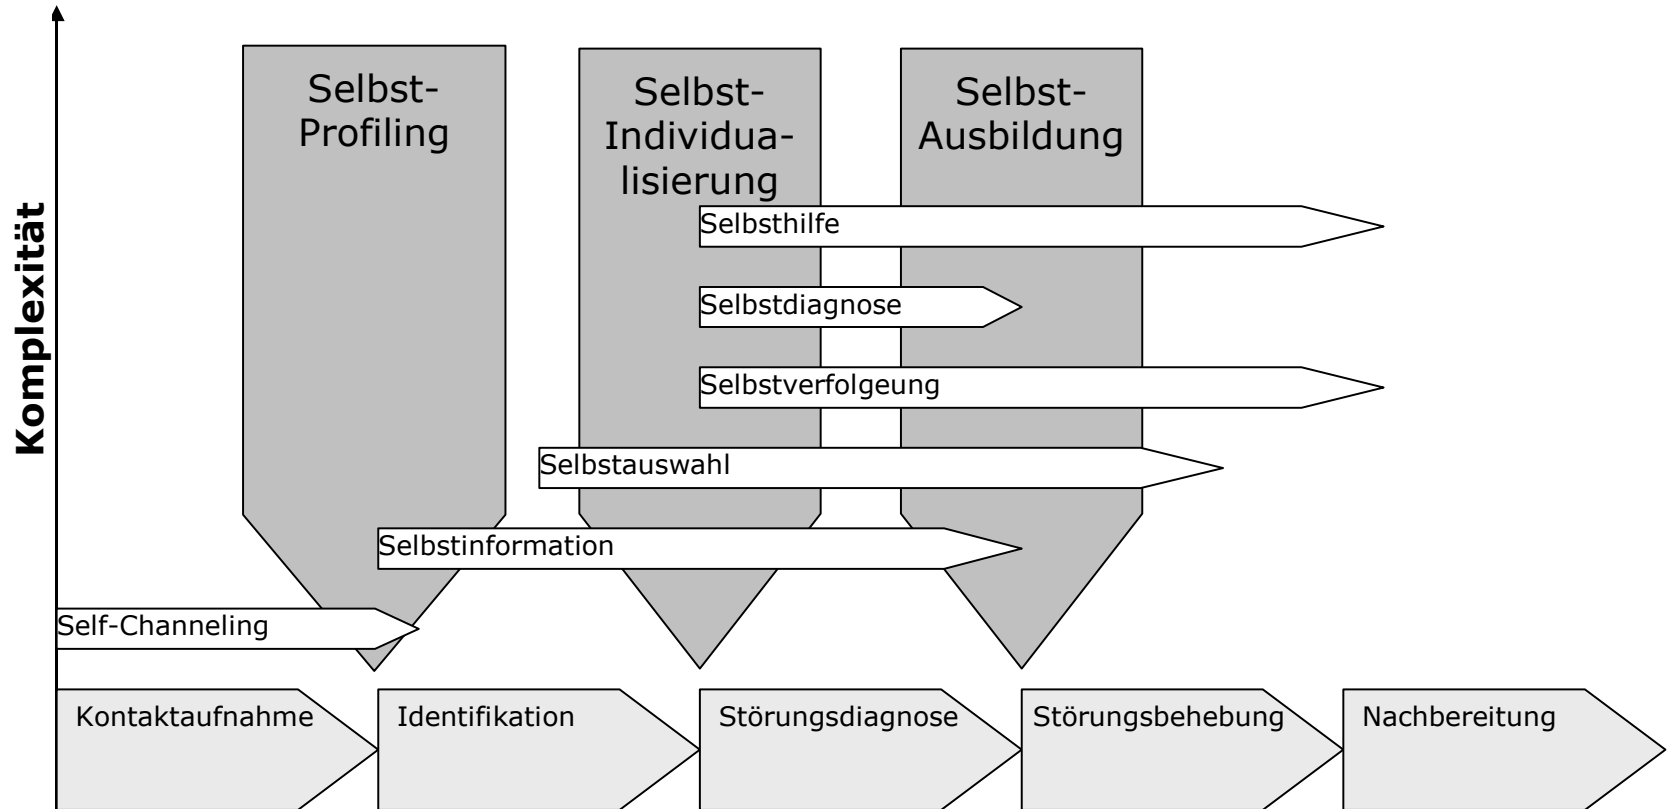 Selbst-
Profiling
Selbst-
Individua-
lisierung
Selbst-
Ausbildung
Komplexität
Selbsthilfe
Selbstdiagnose
Selbstverfolgeung
Selbstauswahl
Selbstinformation
Self-Channeling
Kontaktaufnahme
Identifikation
Störungsdiagnose
Störungsbehebung
Nachbereitung